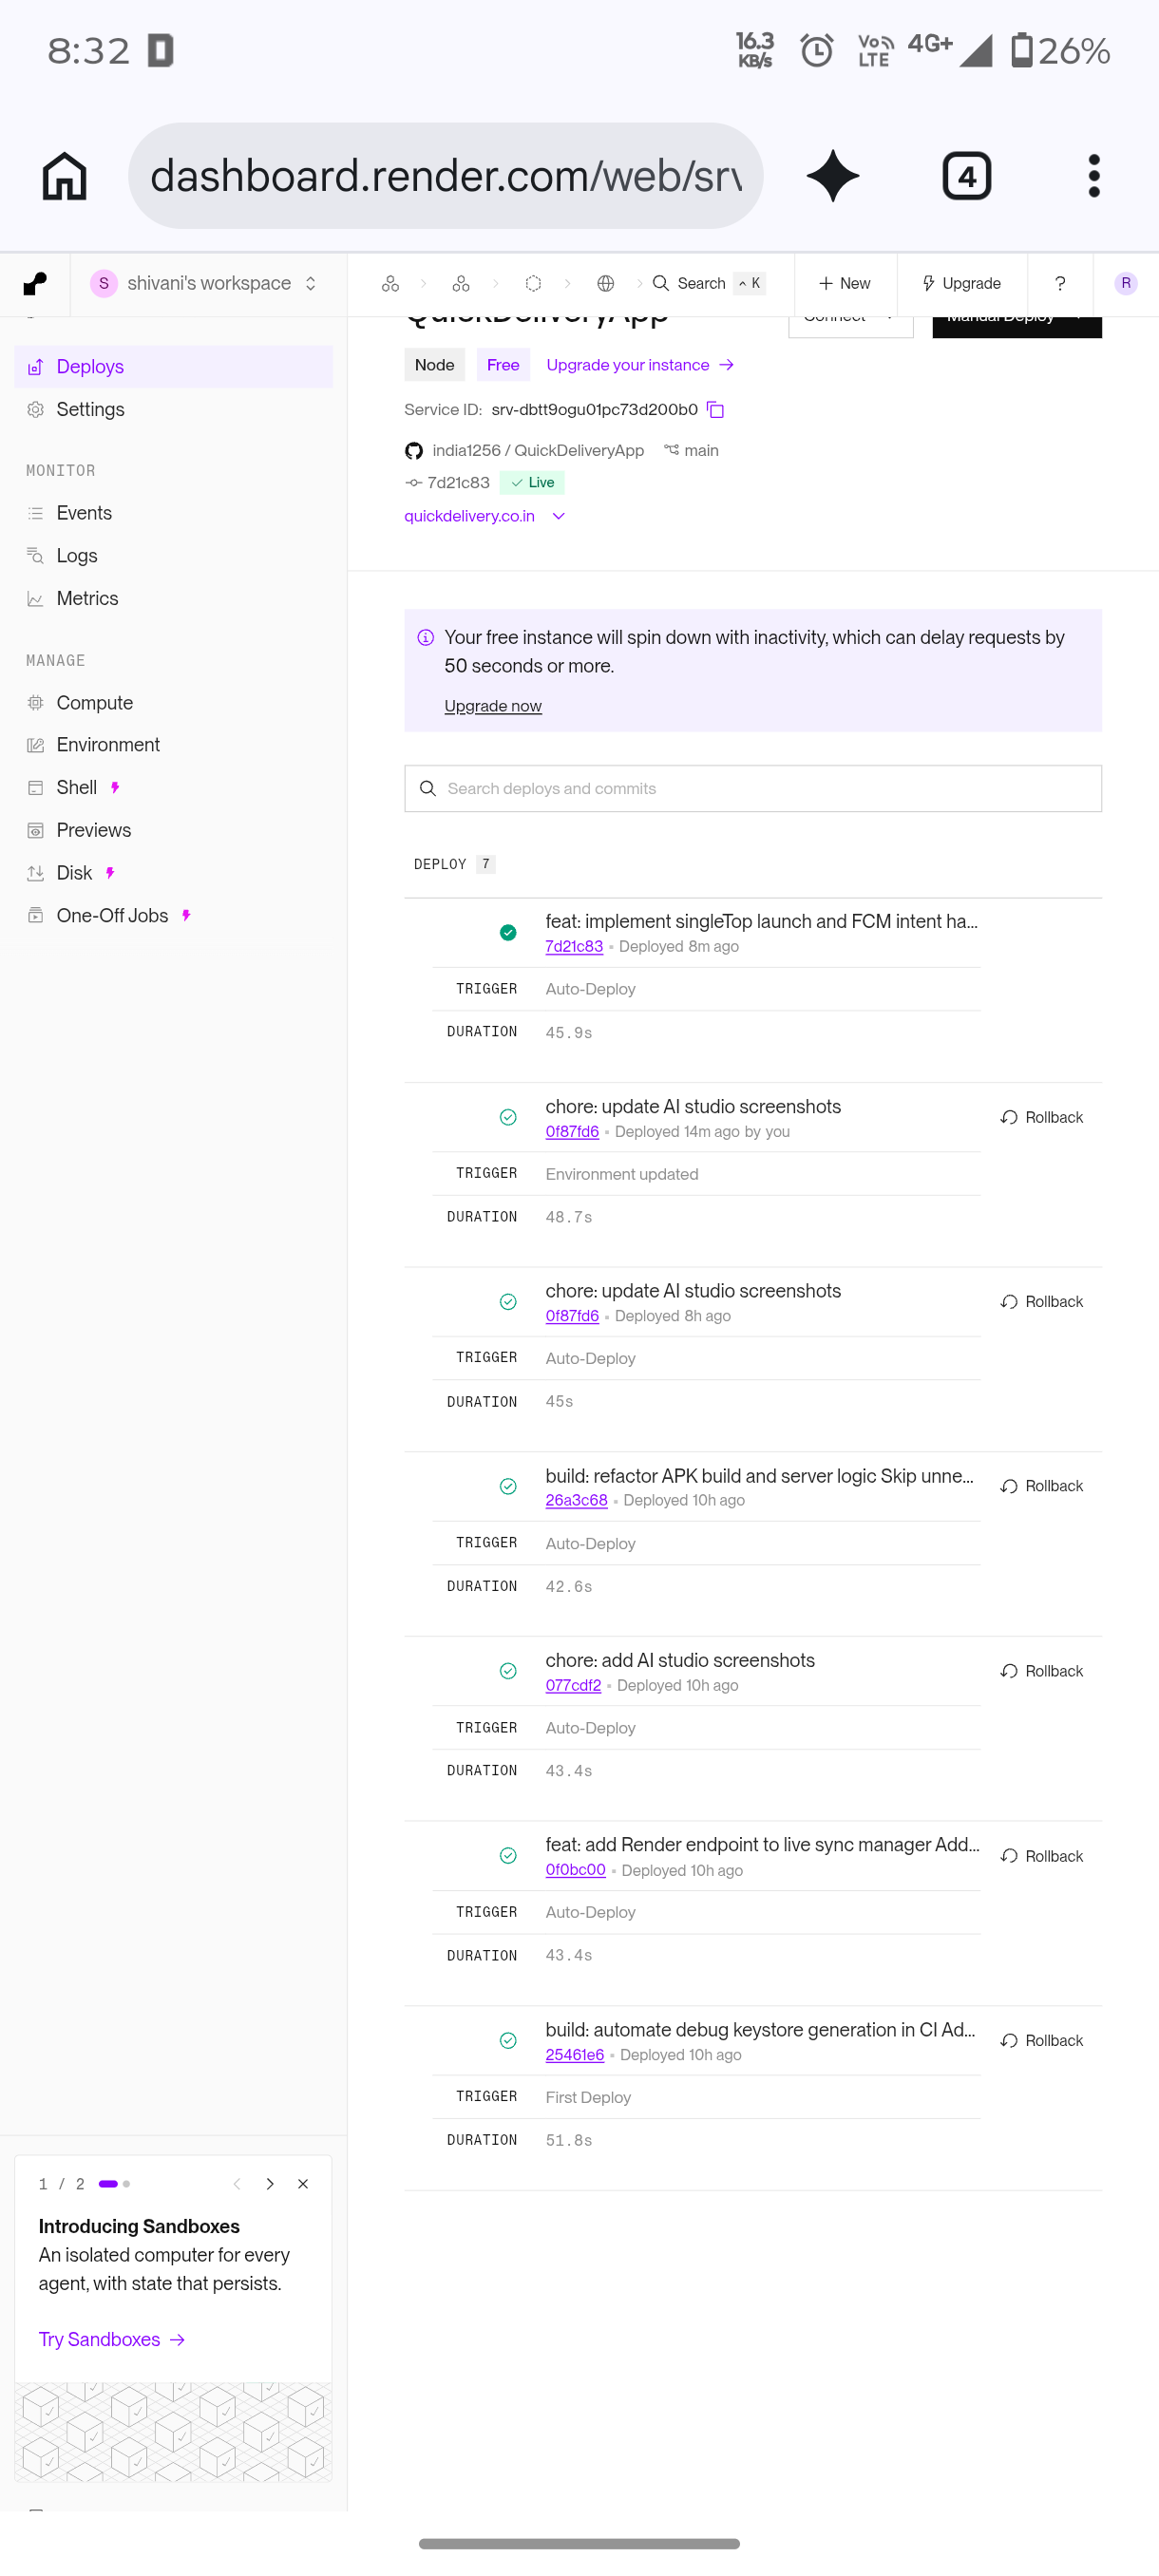 8:32
16.3
KB/s
Vo
LTE
4G+
26%
dashboard.render.com/web/srv
4
S
shivani's workspace
Search
K
New
Upgrade
?
R
QuickDeliveryApp
Connect
Manual Deploy
Deploys
Settings
MONITOR
Events
Logs
Metrics
MANAGE
Compute
Environment
Shell
Previews
Disk
One-Off Jobs
Node
Free
Upgrade your instance
Service ID: srv-dbtt9ogu01pc73d200b0
india1256 / QuickDeliveryApp
main
7d21c83
Live
quickdelivery.co.in
Your free instance will spin down with inactivity, which can delay requests by
50 seconds or more.
Upgrade now
Search deploys and commits
DEPLOY 7
feat: implement singleTop launch and FCM intent ha...
7d21c83 • Deployed 8m ago
TRIGGER Auto-Deploy
DURATION 45.9s
chore: update AI studio screenshots
0f87fd6 • Deployed 14m ago by you
Rollback
TRIGGER Environment updated
DURATION 48.7s
chore: update AI studio screenshots
0f87fd6 • Deployed 8h ago
Rollback
TRIGGER Auto-Deploy
DURATION 45s
build: refactor APK build and server logic Skip unne...
26a3c68 • Deployed 10h ago
Rollback
TRIGGER Auto-Deploy
DURATION 42.6s
chore: add AI studio screenshots
077cdf2 • Deployed 10h ago
Rollback
TRIGGER Auto-Deploy
DURATION 43.4s
feat: add Render endpoint to live sync manager Add...
0f0bc00 • Deployed 10h ago
Rollback
TRIGGER Auto-Deploy
DURATION 43.4s
build: automate debug keystore generation in CI Ad...
25461e6 • Deployed 10h ago
Rollback
TRIGGER First Deploy
DURATION 51.8s
1 / 2
Introducing Sandboxes
An isolated computer for every
agent, with state that persists.
Try Sandboxes